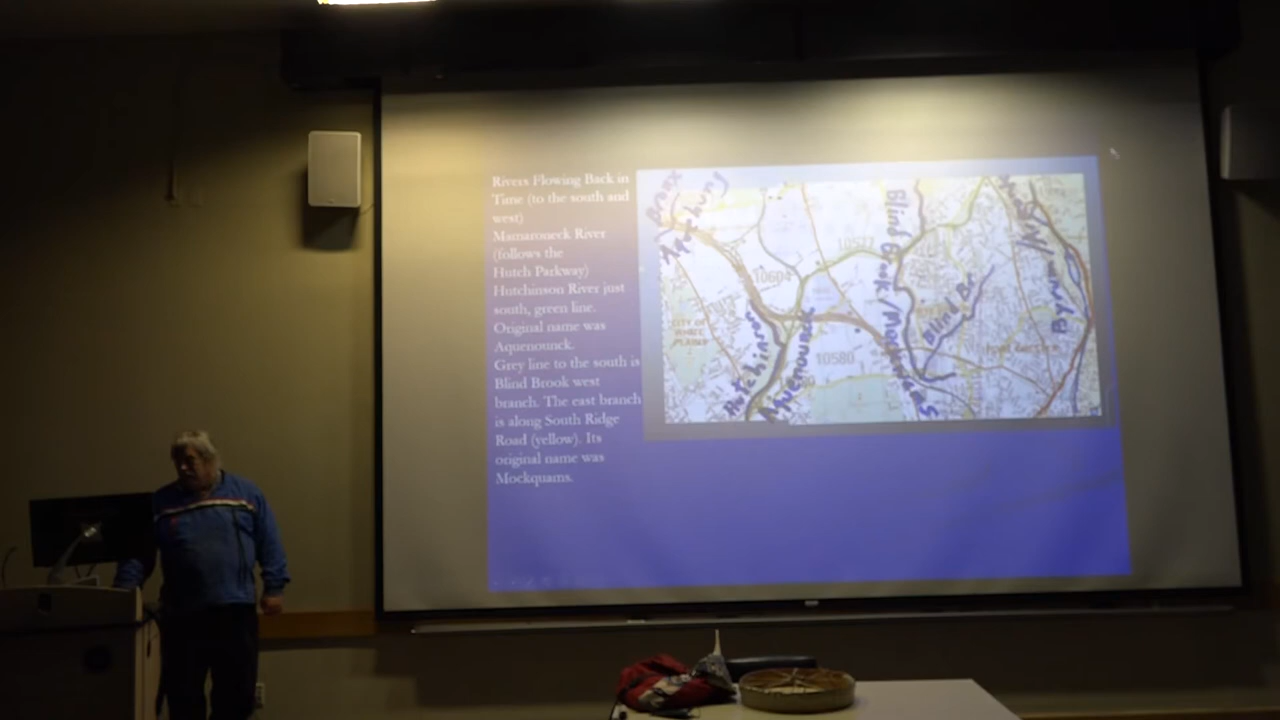 Rivers Flowing Back in
Time (to the south and
west)
Mamaroneck River
(follows the
Hutch Parkway)
Hutchinson River just
south, green line.
Original name was
Aquenounck.
Grey line to the south is
Blind Brook west
branch. The east branch
is along South Ridge
Road (yellow). Its
original name was
Mockquams.
Bronx
10577
10604
CITY OF
WHITE
PLAINS
10580
Hutchinson
Aquenounck
Blind Brook / Mockquams
Blind Br
Byram